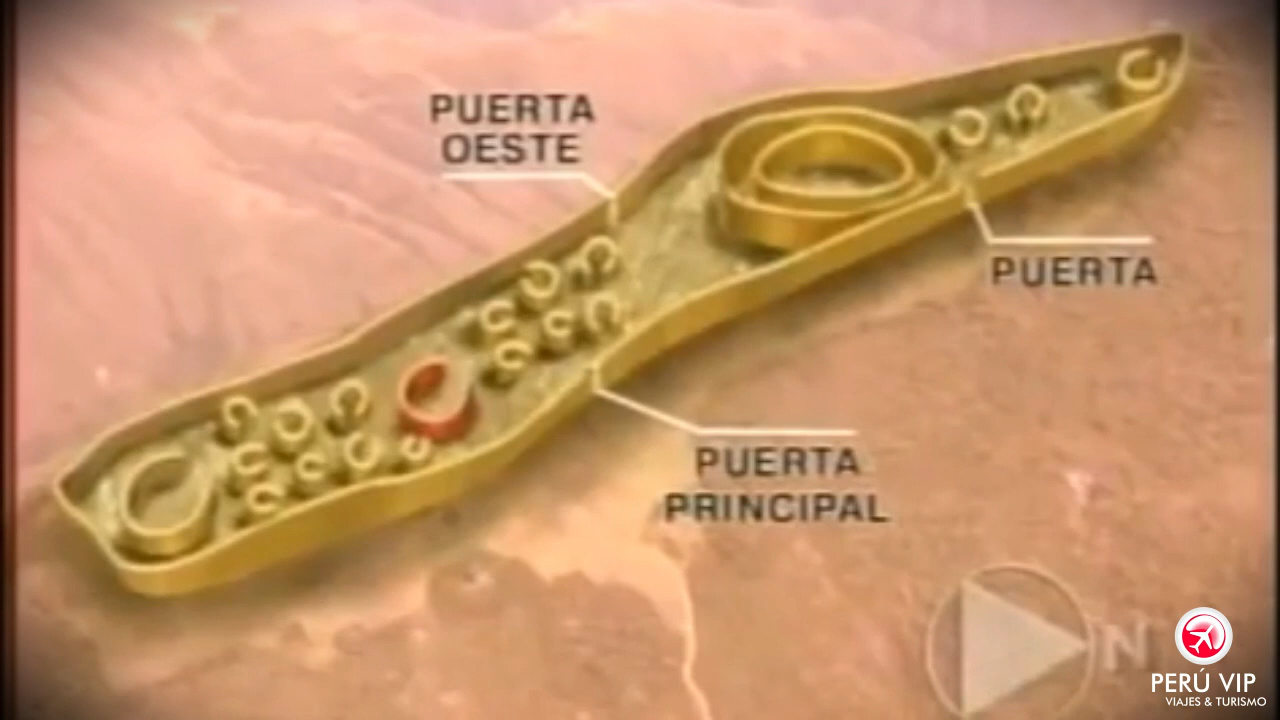 PUERTA
OESTE
PUERTA
PUERTA
PRINCIPAL
N
PERÚ VIP
VIAJES & TURISMO